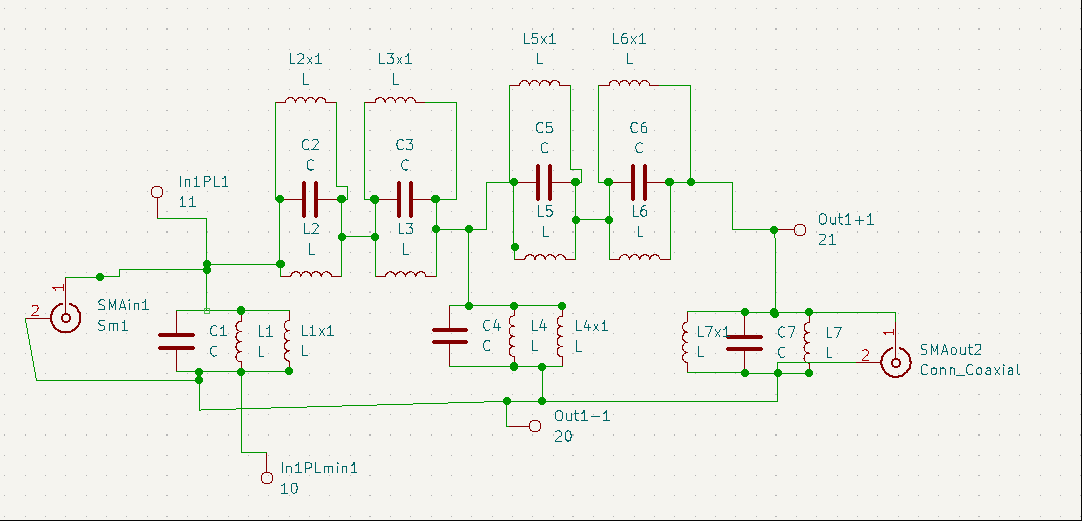 L5x1
L
L6x1
L
L2x1
L
L3x1
L
C5
C
C6
C
C2
C
C3
C
In1PL1
11
L5
L
L6
L
L2
L
L3
L
Out1+1
21
1
2
SMAin1
Sm1
C1
C
L1
L
L1x1
L
C4
C
L4
L
L4x1
L
L7x1
L
C7
C
L7
L
1
2
SMAout2
Conn_Coaxial
Out1-1
20
In1PLmin1
10